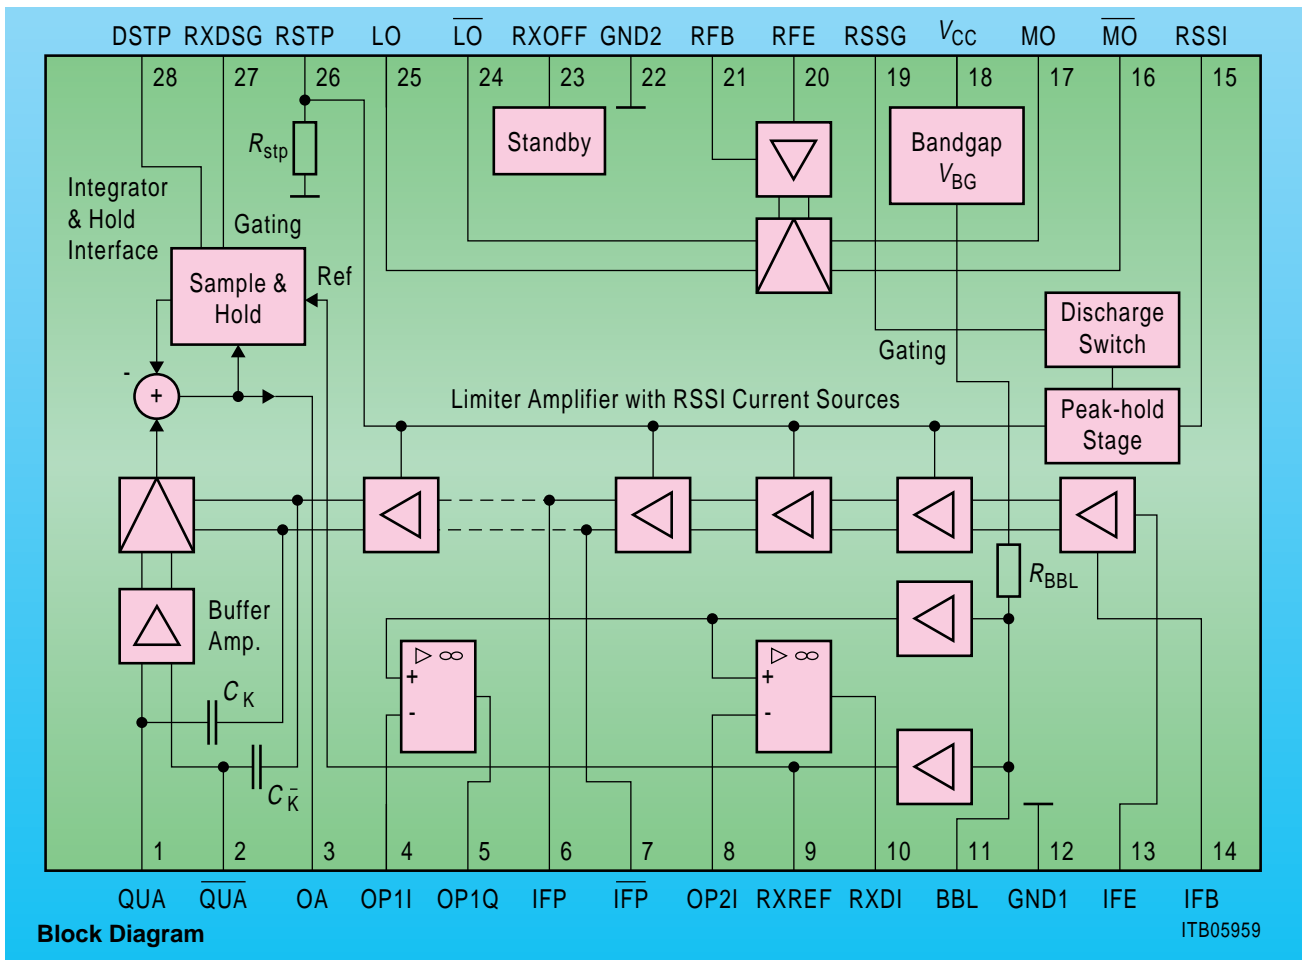 DSTP RXDSG RSTP LO L̅O̅ RXOFF GND2 RFB RFE RSSG VCC MO M̅O̅ RSSI
28 27 26 25 24 23 22 21 20 19 18 17 16 15
Rstp
Standby
Bandgap
VBG
Integrator
& Hold
Interface
Gating
Sample &
Hold
Ref
Discharge
Switch
Gating
-
+
Limiter Amplifier with RSSI Current Sources
Peak-hold
Stage
RBBL
Buffer
Amp.
▷ ∞
+
-
▷ ∞
+
-
CK
CK̅
1 2 3 4 5 6 7 8 9 10 11 12 13 14
QUA Q̅U̅A̅ OA OP1I OP1Q IFP I̅F̅P̅ OP2I RXREF RXDI BBL GND1 IFE IFB
Block Diagram
ITB05959